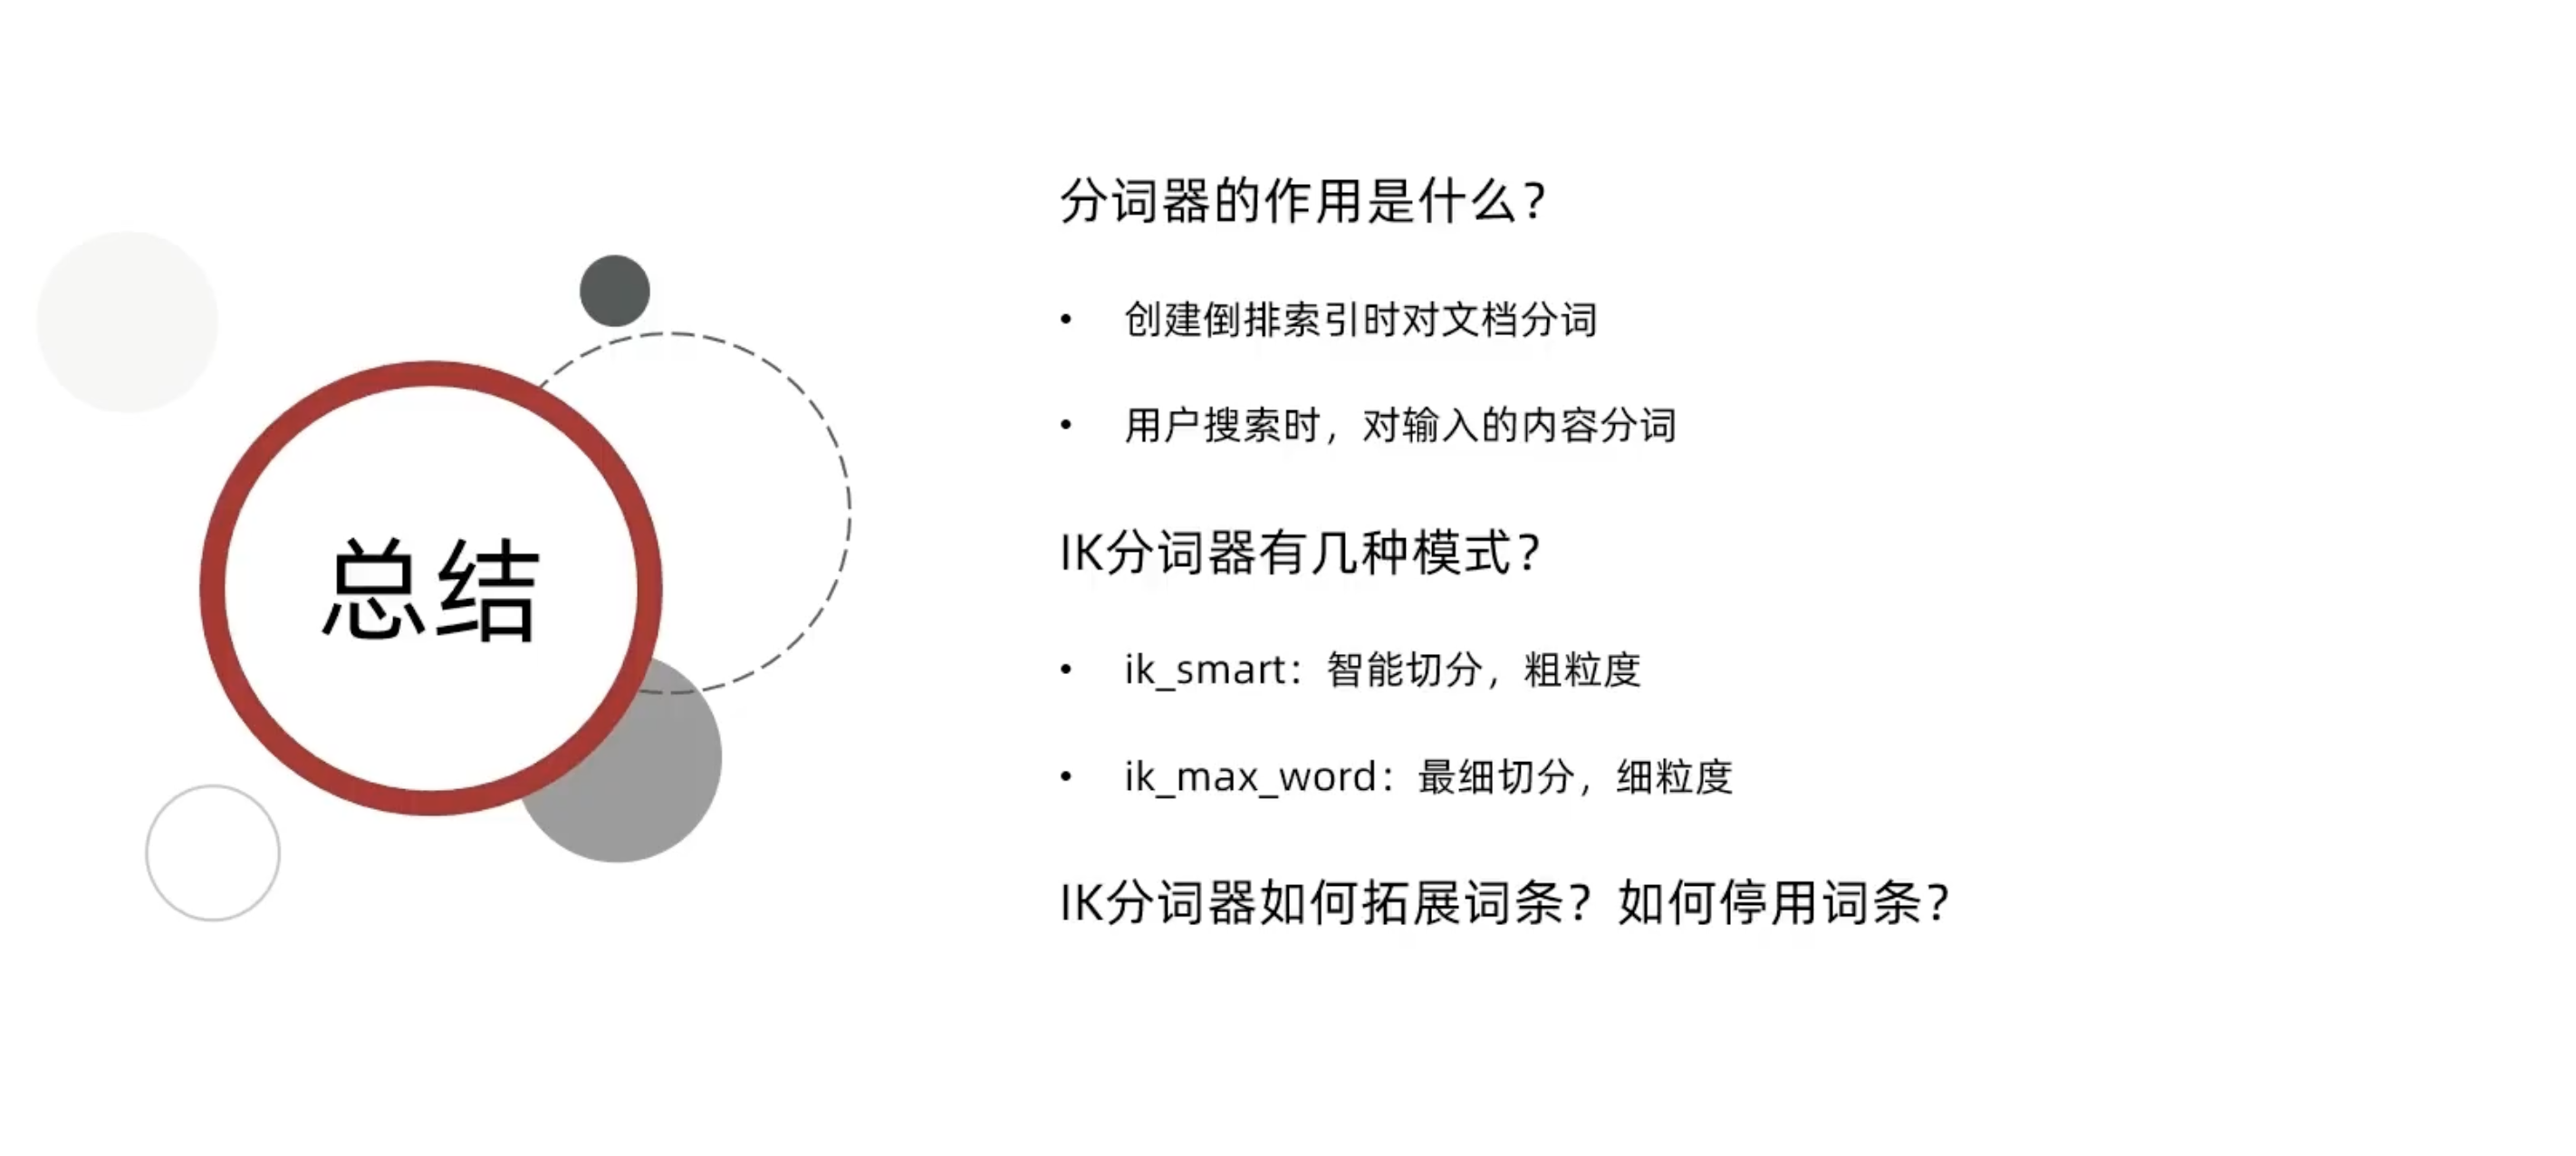 总结
分词器的作用是什么？
• 创建倒排索引时对文档分词
• 用户搜索时，对输入的内容分词
IK分词器有几种模式？
• ik_smart：智能切分，粗粒度
• ik_max_word：最细切分，细粒度
IK分词器如何拓展词条？如何停用词条？